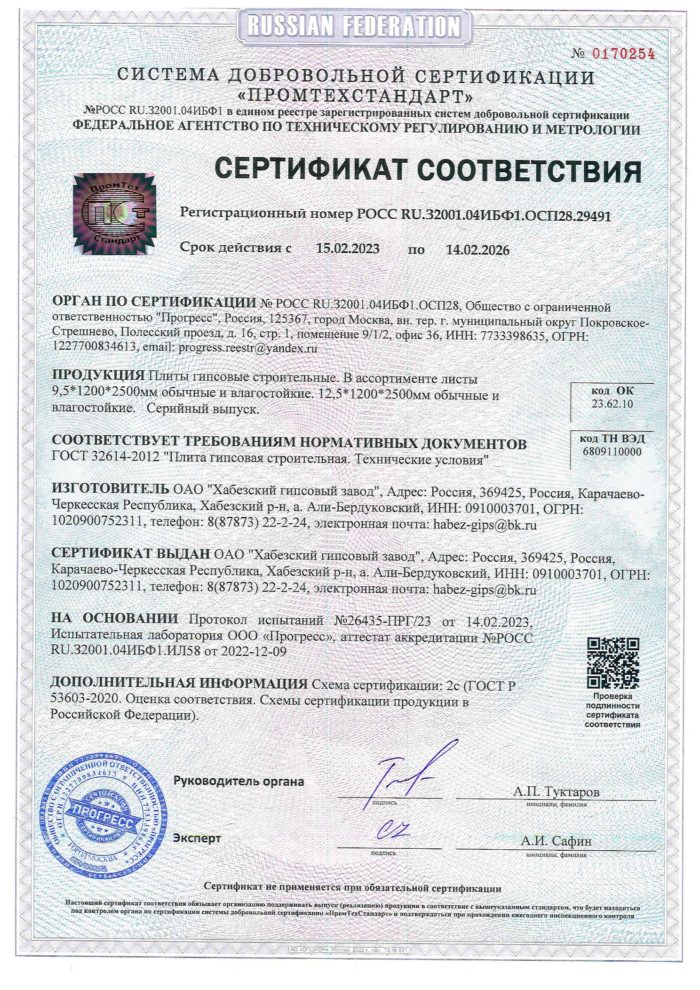 RUSSIAN FEDERATION
№ 0170254
СИСТЕМА ДОБРОВОЛЬНОЙ СЕРТИФИКАЦИИ
«ПРОМТЕХСТАНДАРТ»
№РОСС RU.32001.04ИБФ1 в едином реестре зарегистрированных систем добровольной сертификации
ФЕДЕРАЛЬНОЕ АГЕНТСТВО ПО ТЕХНИЧЕСКОМУ РЕГУЛИРОВАНИЮ И МЕТРОЛОГИИ
СЕРТИФИКАТ СООТВЕТСТВИЯ
ПромТех
ПСт
Стандарт
Регистрационный номер РОСС RU.32001.04ИБФ1.ОСП28.29491
Срок действия с 15.02.2023 по 14.02.2026
ОРГАН ПО СЕРТИФИКАЦИИ № РОСС RU.32001.04ИБФ1.ОСП28, Общество с ограниченной
ответственностью "Прогресс", Россия, 125367, город Москва, вн. тер. г. муниципальный округ Покровское-
Стрешнево, Полесский проезд, д. 16, стр. 1, помещение 9/1/2, офис 36, ИНН: 7733398635, ОГРН:
1227700834613, email: progress.reestr@yandex.ru
ПРОДУКЦИЯ Плиты гипсовые строительные. В ассортименте листы
9,5*1200*2500мм обычные и влагостойкие. 12,5*1200*2500мм обычные и
влагостойкие. Серийный выпуск.
код ОК
23.62.10
СООТВЕТСТВУЕТ ТРЕБОВАНИЯМ НОРМАТИВНЫХ ДОКУМЕНТОВ
ГОСТ 32614-2012 "Плита гипсовая строительная. Технические условия"
код ТН ВЭД
6809110000
ИЗГОТОВИТЕЛЬ ОАО "Хабезский гипсовый завод", Адрес: Россия, 369425, Россия, Карачаево-
Черкесская Республика, Хабезский р-н, а. Али-Бердуковский, ИНН: 0910003701, ОГРН:
1020900752311, телефон: 8(87873) 22-2-24, электронная почта: habez-gips@bk.ru
СЕРТИФИКАТ ВЫДАН ОАО "Хабезский гипсовый завод", Адрес: Россия, 369425, Россия,
Карачаево-Черкесская Республика, Хабезский р-н, а. Али-Бердуковский, ИНН: 0910003701, ОГРН:
1020900752311, телефон: 8(87873) 22-2-24, электронная почта: habez-gips@bk.ru
НА ОСНОВАНИИ Протокол испытаний №26435-ПРГ/23 от 14.02.2023,
Испытательная лаборатория ООО «Прогресс», аттестат аккредитации №РОСС
RU.32001.04ИБФ1.ИЛ58 от 2022-12-09
ДОПОЛНИТЕЛЬНАЯ ИНФОРМАЦИЯ Схема сертификации: 2с (ГОСТ Р
53603-2020. Оценка соответствия. Схемы сертификации продукции в
Российской Федерации).
Проверка
подлинности
сертификата
соответствия
Руководитель органа
подпись
А.П. Туктаров
инициалы, фамилия
Эксперт
подпись
А.И. Сафин
инициалы, фамилия
ПРОГРЕСС
Сертификат не применяется при обязательной сертификации
Настоящий сертификат соответствия обязывает организацию поддерживать выпуск (реализацию) продукции в соответствие с вышеуказанным стандартом, что будет находиться
под контролем органа по сертификации системы добровольной сертификации «ПромТехСтандарт» и подтверждаться при прохождении ежегодного инспекционного контроля